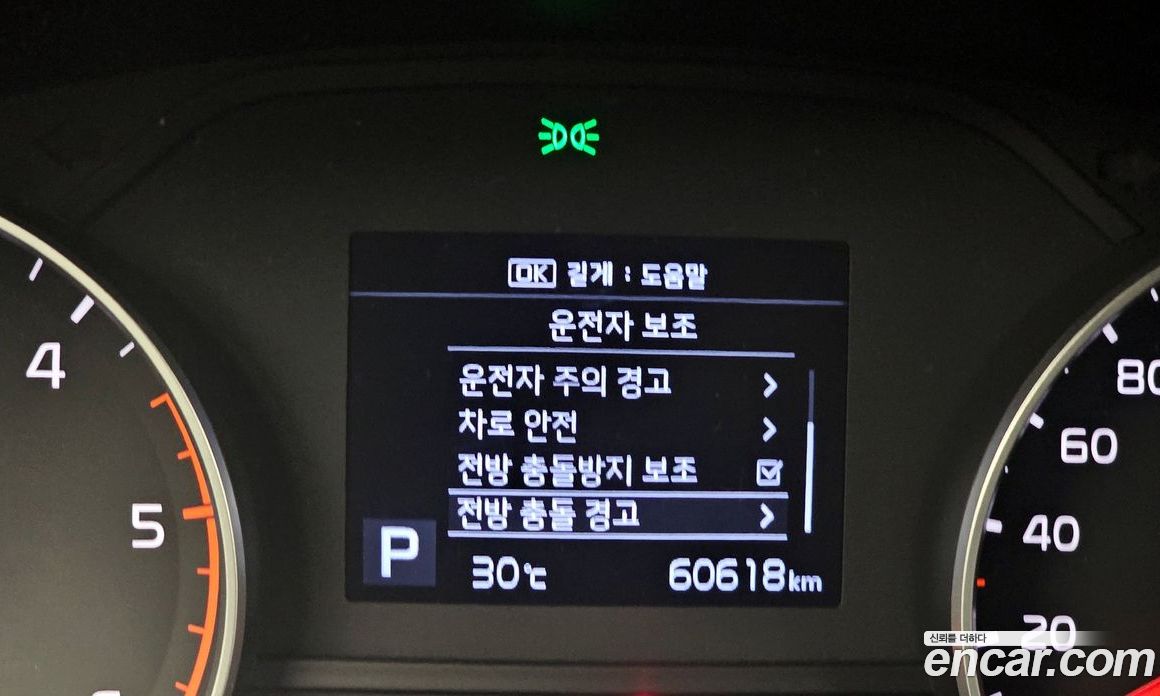 OK 길게 : 도움말
운전자 보조
운전자 주의 경고
차로 안전
전방 충돌방지 보조
전방 충돌 경고
P
30℃
60618km
4
5
80
60
40
20
신뢰를 더하다
encar.com